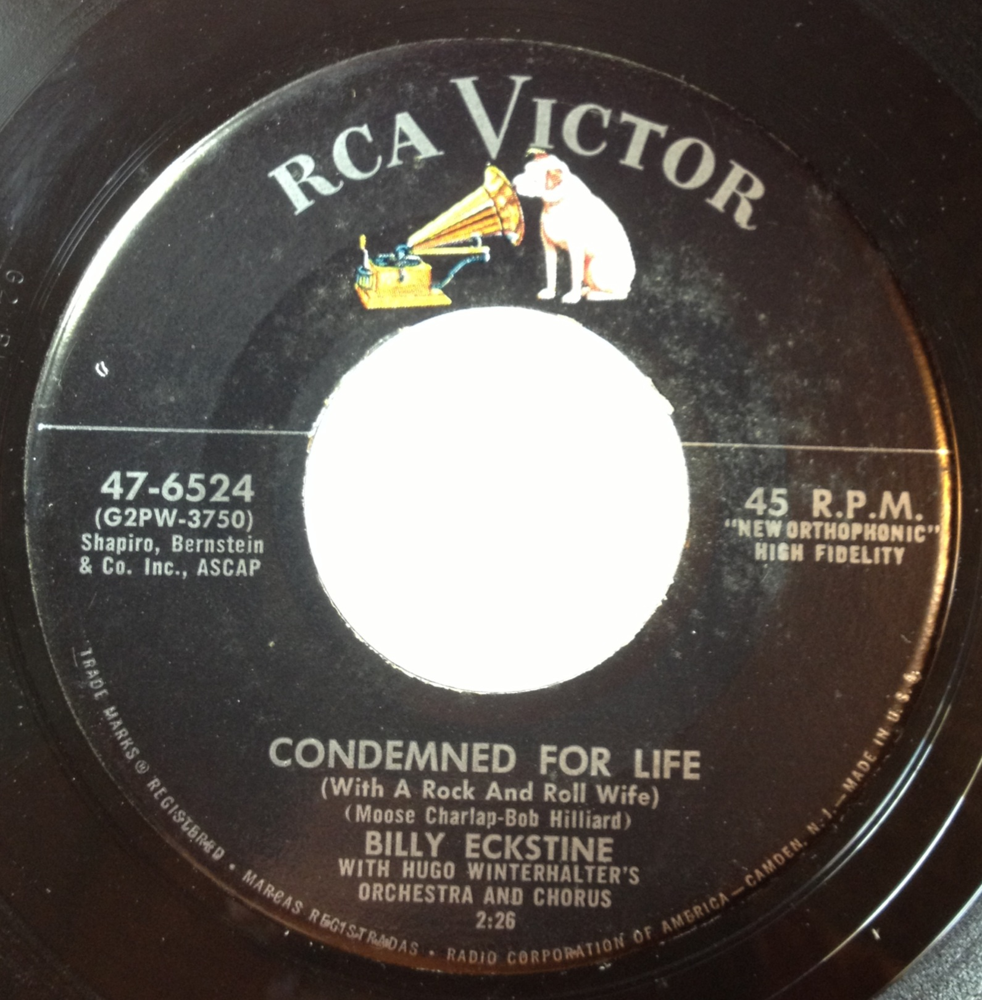 RCA VICTOR
47-6524
(G2PW-3750)
Shapiro, Bernstein
& Co. Inc., ASCAP
45 R.P.M.
"NEW ORTHOPHONIC"
HIGH FIDELITY
CONDEMNED FOR LIFE
(With A Rock And Roll Wife)
(Moose Charlap-Bob Hilliard)
BILLY ECKSTINE
WITH HUGO WINTERHALTER'S
ORCHESTRA AND CHORUS
2:26
TRADE MARKS ® REGISTERED • MARCAS REGISTRADAS • RADIO CORPORATION OF AMERICA — CAMDEN, N. J. — MADE IN U. S. A.